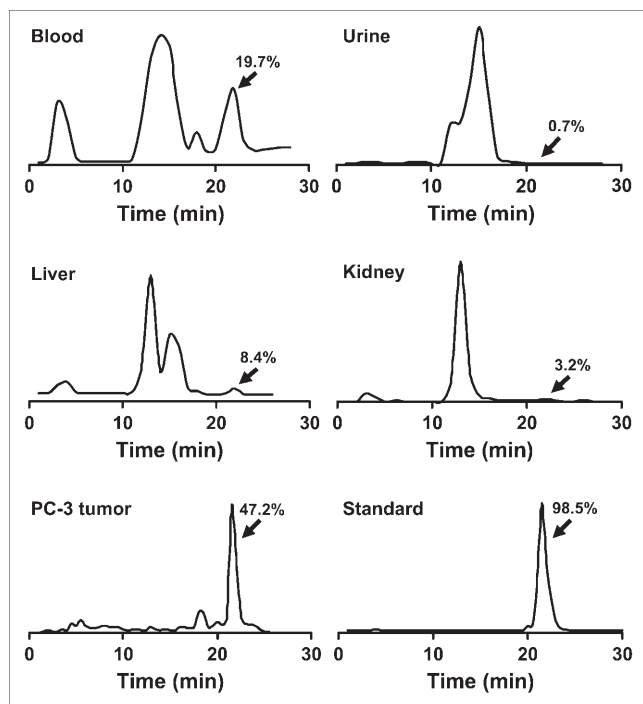 Blood
19.7%
0 10 20 30
Time (min)
Urine
0.7%
0 10 20 30
Time (min)
Liver
8.4%
0 10 20 30
Time (min)
Kidney
3.2%
0 10 20 30
Time (min)
PC-3 tumor
47.2%
0 10 20 30
Time (min)
Standard
98.5%
0 10 20 30
Time (min)